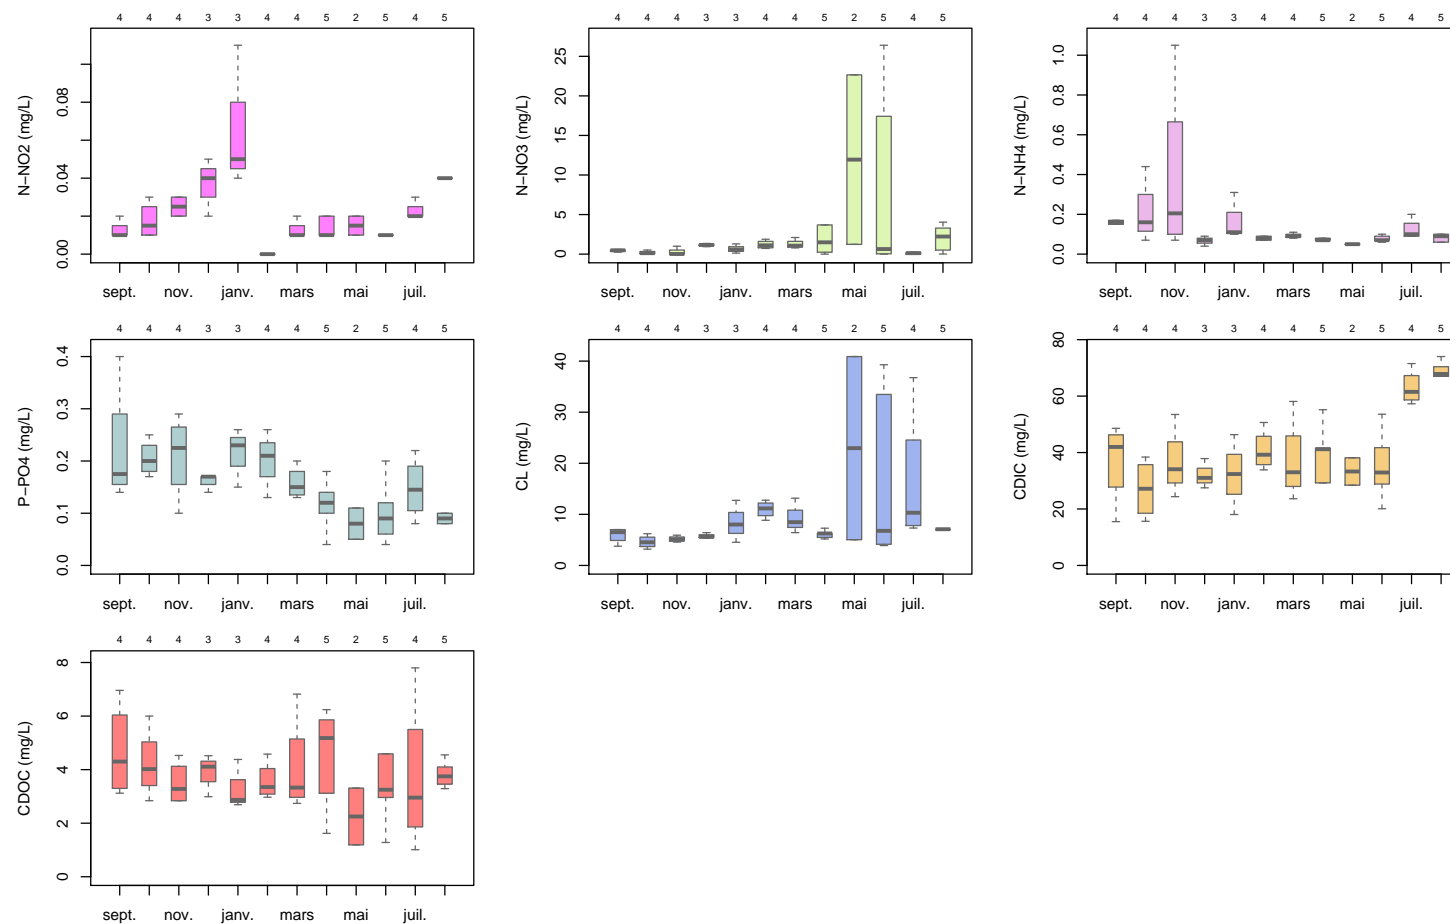 4 4 4 3 3 4 4 5 2 5 4 5
N−NO2 (mg/L)
0.00 0.04 0.08
sept. nov. janv. mars mai juil.
4 4 4 3 3 4 4 5 2 5 4 5
N−NO3 (mg/L)
0 5 10 15 20 25
sept. nov. janv. mars mai juil.
4 4 4 3 3 4 4 5 2 5 4 5
N−NH4 (mg/L)
0.0 0.2 0.4 0.6 0.8 1.0
sept. nov. janv. mars mai juil.
4 4 4 3 3 4 4 5 2 5 4 5
P−PO4 (mg/L)
0.0 0.1 0.2 0.3 0.4
sept. nov. janv. mars mai juil.
4 4 4 3 3 4 4 5 2 5 4 5
CL (mg/L)
0 10 20 30 40
sept. nov. janv. mars mai juil.
4 4 4 3 3 4 4 5 2 5 4 5
CDIC (mg/L)
0 20 40 60 80
sept. nov. janv. mars mai juil.
4 4 4 3 3 4 4 5 2 5 4 5
CDOC (mg/L)
0 2 4 6 8
sept. nov. janv. mars mai juil.